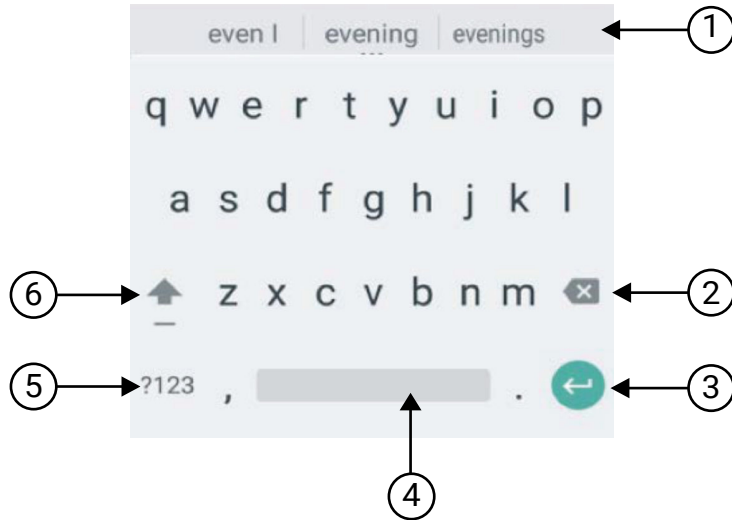 even I evening evenings
1
q w e r t y u i o p
a s d f g h j k l
6 z x c v b n m 2
5 ?123 , . 3
4